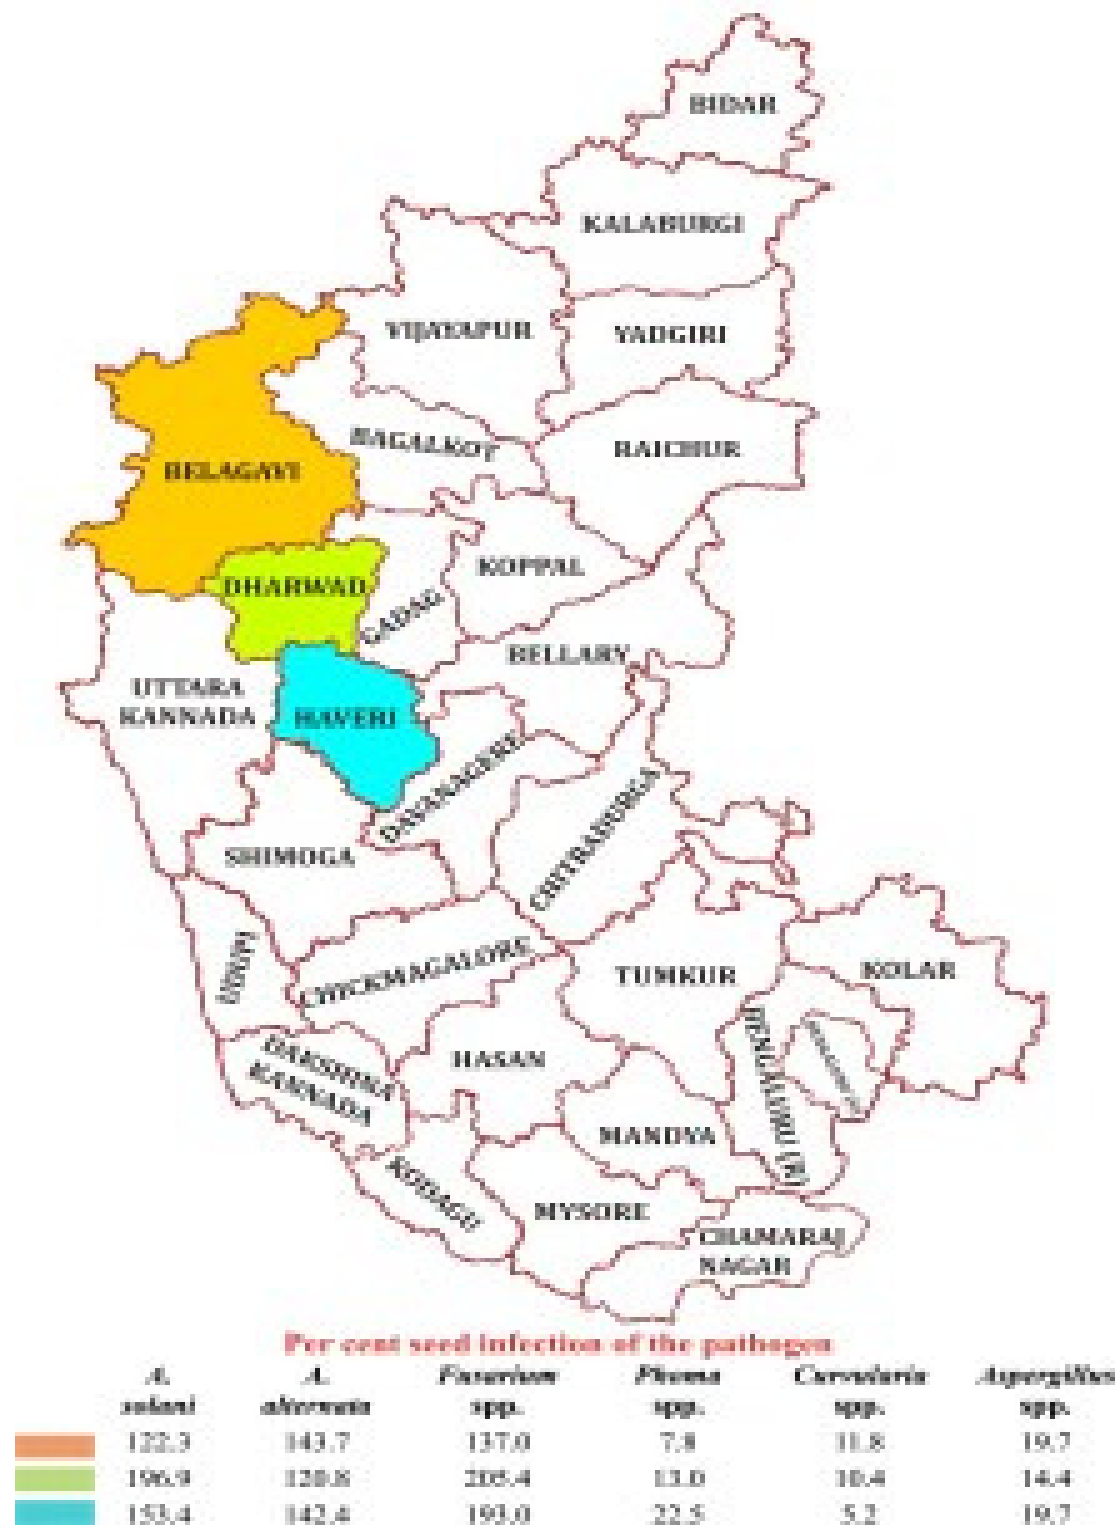 BIDAR
KALABURGI
VIJAYAPUR
YADGIRI
BAGALKOT
RAICHUR
BELAGAVI
KOPPAL
DHARWAD
GADAG
BELLARY
UTTARA
KANNADA
HAVERI
DAVANAGERE
CHITRADURGA
SHIMOGA
UDUPI
CHICKMAGALORE
TUMKUR
KOLAR
HASAN
DAKSHINA
KANNADA
BENGALURU (R)
MANDYA
KODAGU
MYSORE
CHAMARAJ
NAGAR
Per cent seed infection of the pathogen
A. A. Fusarium Phoma Curvularia Aspergillus
solani alternata spp. spp. spp. spp.
122.3 143.7 137.0 7.8 11.8 19.7
196.9 120.8 205.4 13.0 10.4 14.4
153.4 142.4 193.0 22.5 5.2 19.7